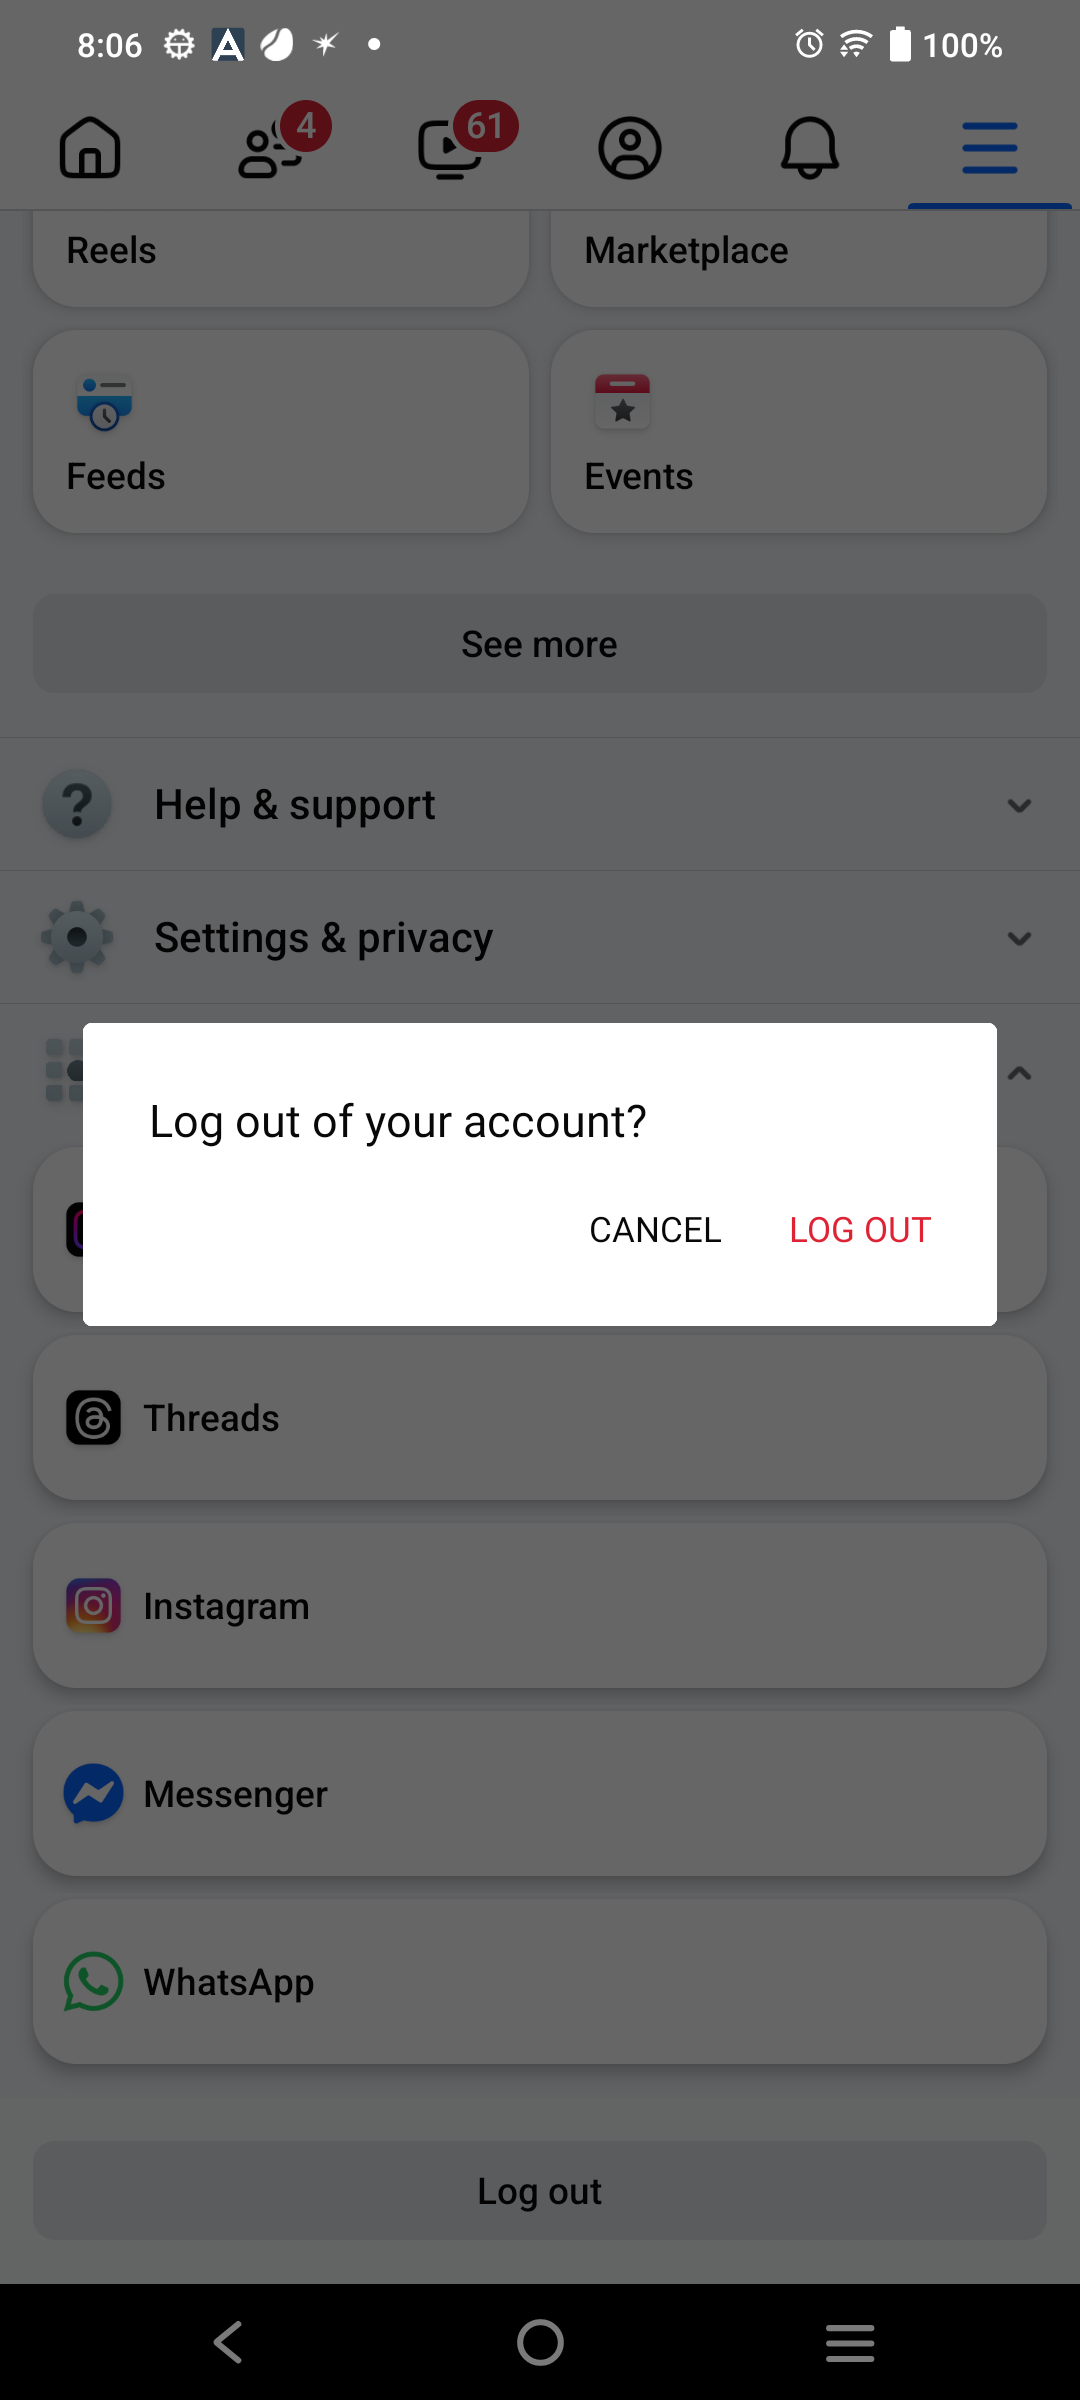 8:06
100%
4
61
Reels
Marketplace
Feeds
Events
See more
Help & support
Settings & privacy
Log out of your account?
CANCEL
LOG OUT
Threads
Instagram
Messenger
WhatsApp
Log out